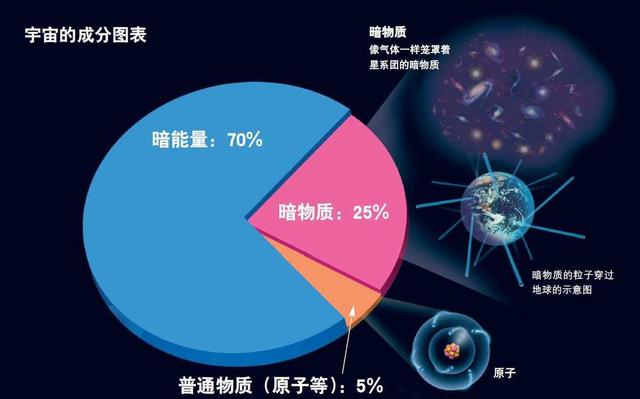 宇宙的成分图表
暗物质
像气体一样笼罩着
星系团的暗物质
暗能量：70%
暗物质：25%
暗物质的粒子穿过
地球的示意图
原子
普通物质（原子等）：5%